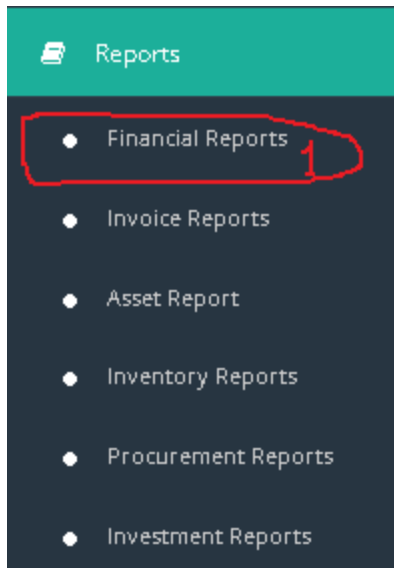 Reports
Financial Reports 1
Invoice Reports
Asset Report
Inventory Reports
Procurement Reports
Investment Reports